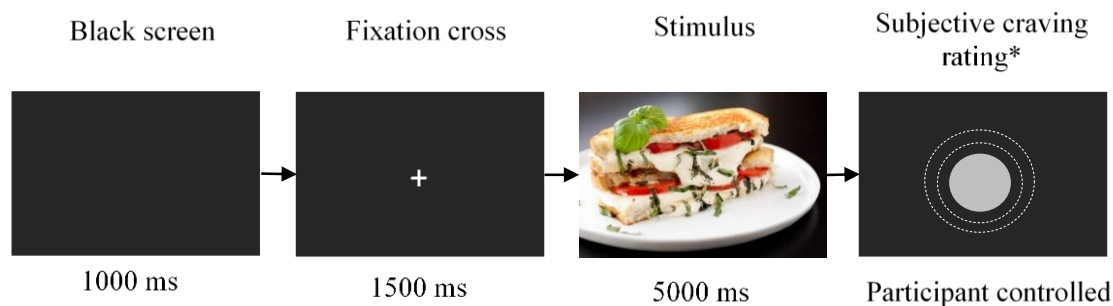 Black screen
Fixation cross
Stimulus
Subjective craving
rating*
1000 ms
1500 ms
5000 ms
Participant controlled